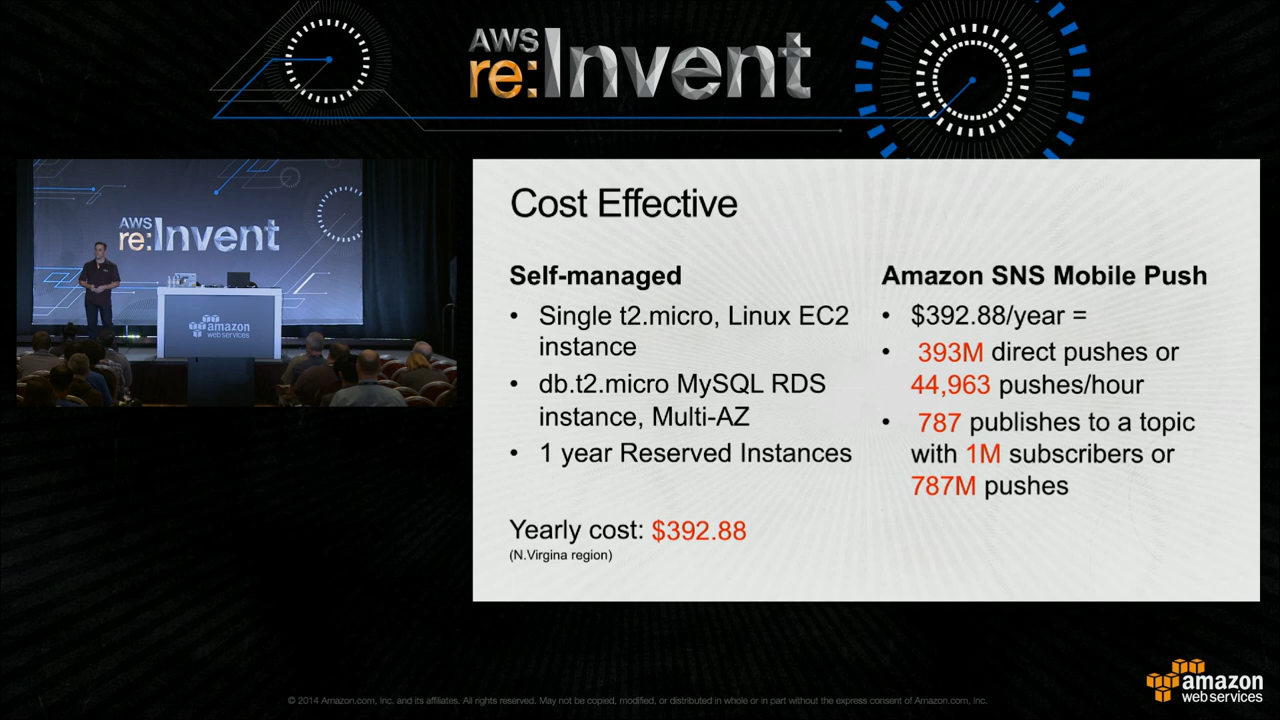 AWS
re:Invent
AWS
re:Invent
amazon
web services
Cost Effective
Self-managed
• Single t2.micro, Linux EC2
instance
• db.t2.micro MySQL RDS
instance, Multi-AZ
• 1 year Reserved Instances
Yearly cost: $392.88
(N.Virgina region)
Amazon SNS Mobile Push
• $392.88/year =
• 393M direct pushes or
44,963 pushes/hour
• 787 publishes to a topic
with 1M subscribers or
787M pushes
amazon
web services
© 2014 Amazon.com, Inc. and its affiliates. All rights reserved. May not be copied, modified, or distributed in whole or in part without the express consent of Amazon.com, Inc.